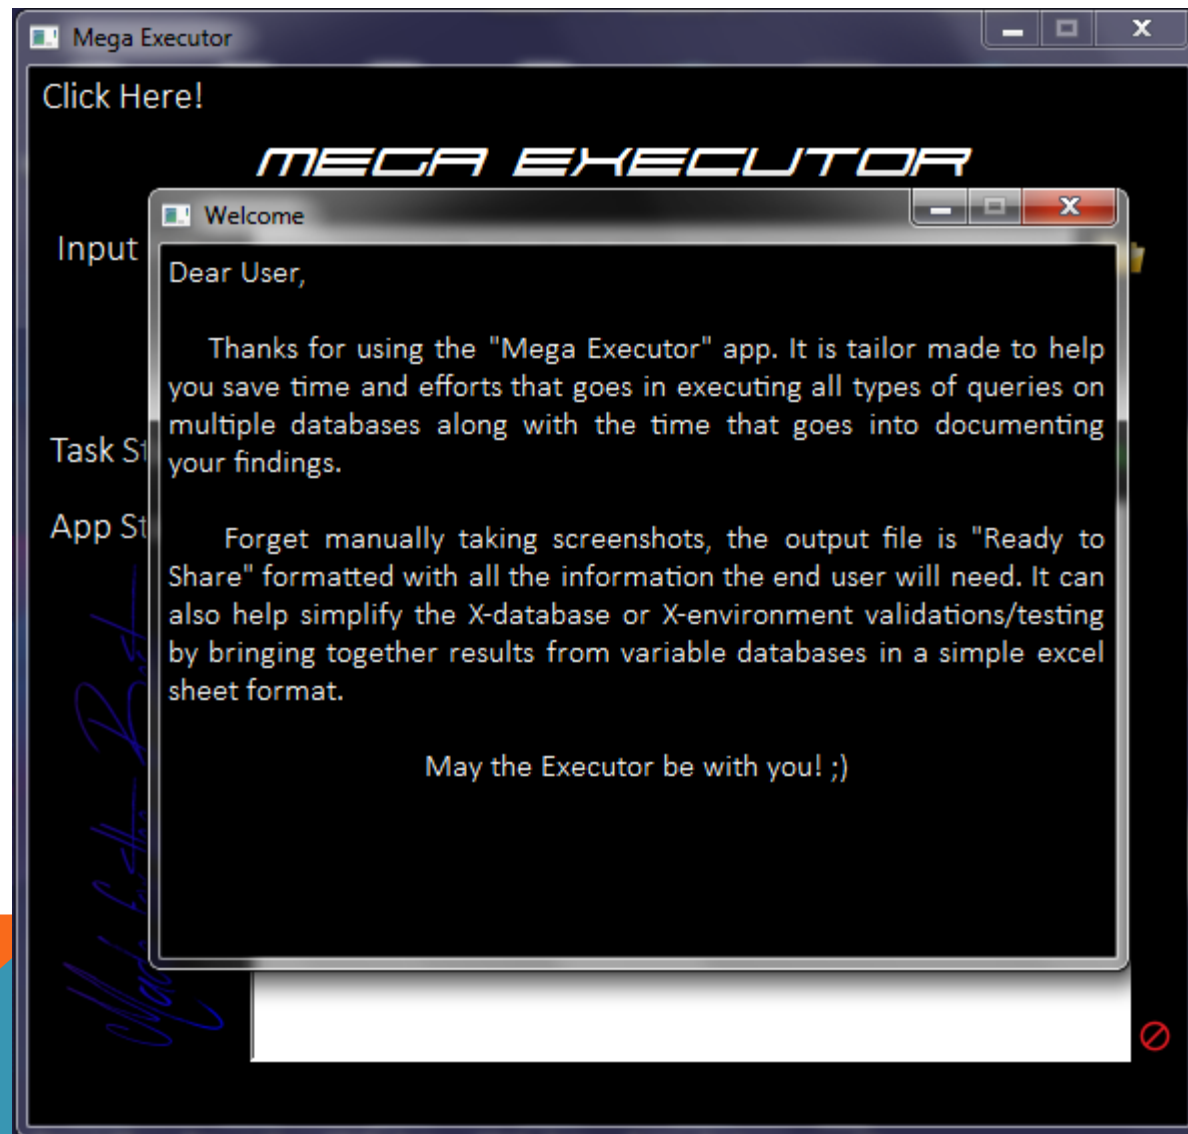 Mega Executor
Click Here!
MEGA EXECUTOR
Welcome
Input
Dear User,
Thanks for using the "Mega Executor" app. It is tailor made to help
you save time and efforts that goes in executing all types of queries on
multiple databases along with the time that goes into documenting
your findings.
Task St
App St
Forget manually taking screenshots, the output file is "Ready to
Share" formatted with all the information the end user will need. It can
also help simplify the X-database or X-environment validations/testing
by bringing together results from variable databases in a simple excel
sheet format.
May the Executor be with you! ;)